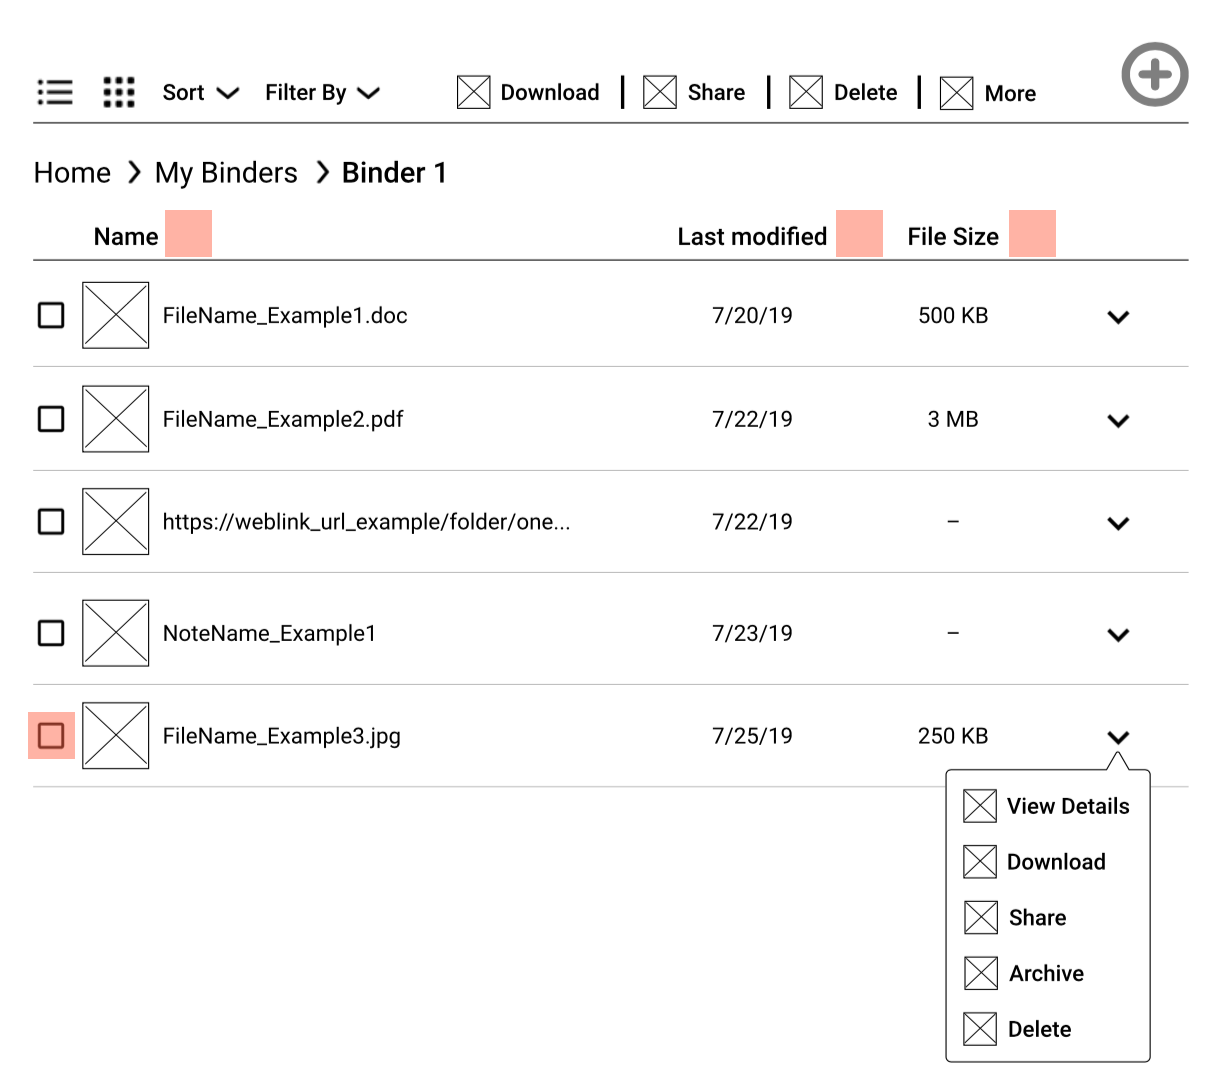 Sort Filter By Download | Share | Delete | More
Home > My Binders > Binder 1
Name Last modified File Size
FileName_Example1.doc 7/20/19 500 KB
FileName_Example2.pdf 7/22/19 3 MB
https://weblink_url_example/folder/one... 7/22/19 –
NoteName_Example1 7/23/19 –
FileName_Example3.jpg 7/25/19 250 KB
View Details
Download
Share
Archive
Delete